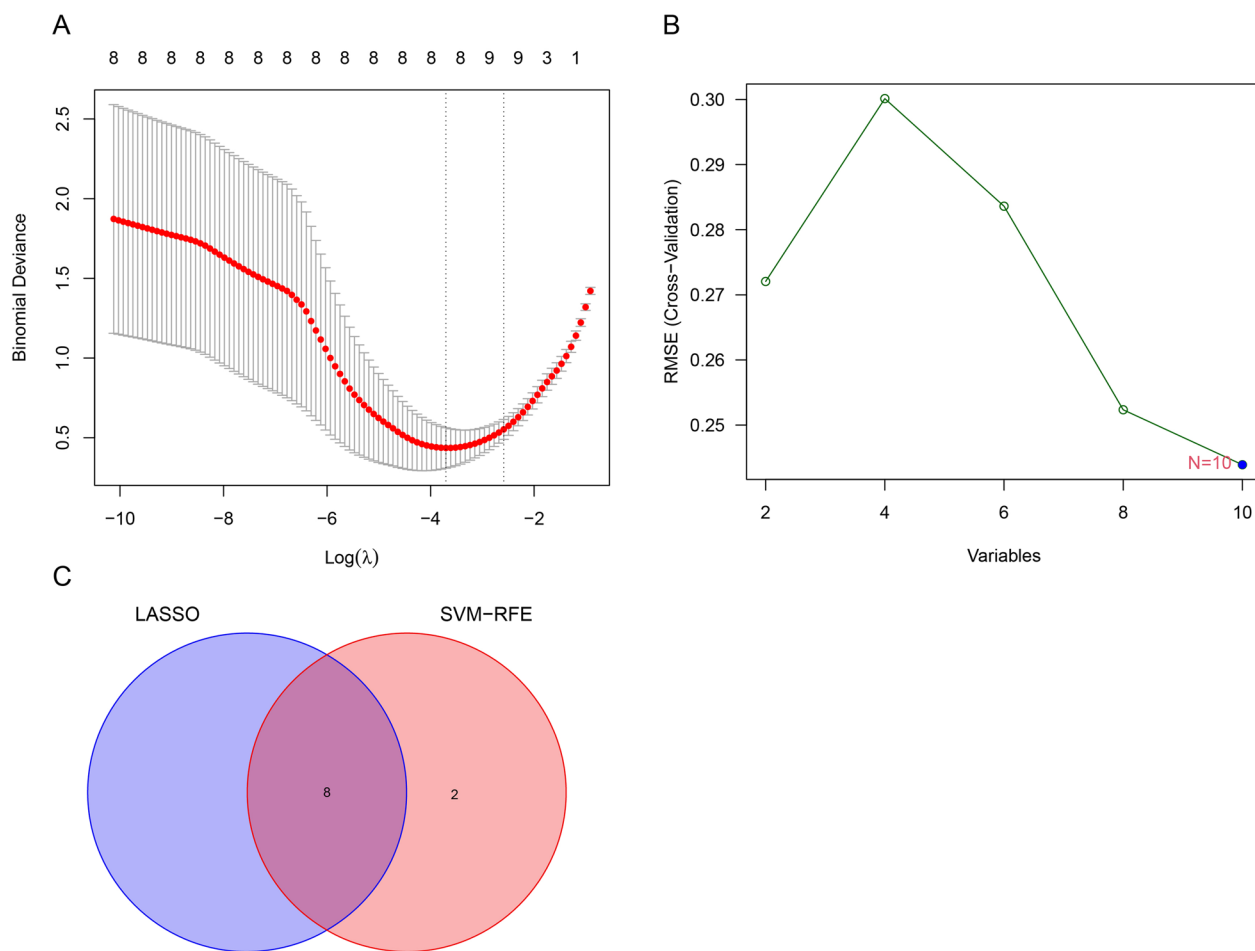 A
8 8 8 8 8 8 8 8 8 8 8 8 8 9 9 3 1
2.5
2.0
1.5
1.0
0.5
Binomial Deviance
−10 −8 −6 −4 −2
Log(λ)
B
0.30
0.29
0.28
0.27
0.26
0.25
RMSE (Cross−Validation)
N=10
2 4 6 8 10
Variables
C
LASSO SVM−RFE
8 2